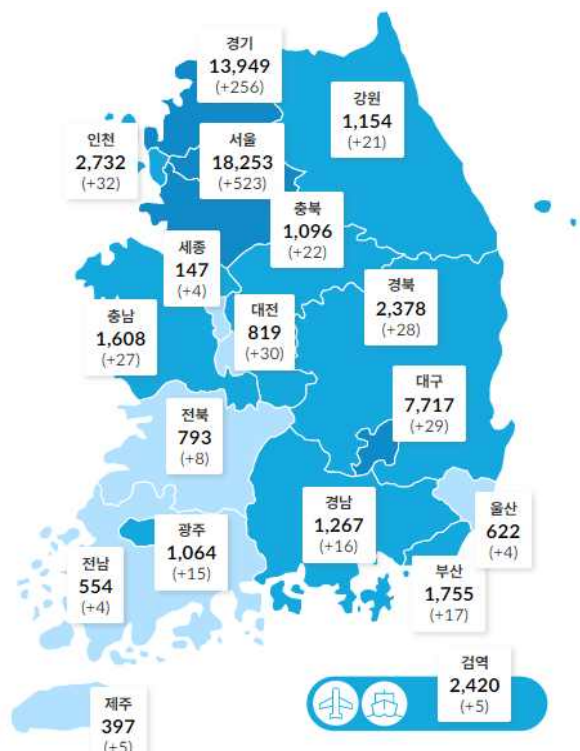 경기
13,949
(+256)
강원
1,154
(+21)
인천
2,732
(+32)
서울
18,253
(+523)
충북
1,096
(+22)
세종
147
(+4)
경북
2,378
(+28)
대전
819
(+30)
충남
1,608
(+27)
대구
7,717
(+29)
전북
793
(+8)
경남
1,267
(+16)
울산
622
(+4)
광주
1,064
(+15)
전남
554
(+4)
부산
1,755
(+17)
검역
2,420
(+5)
제주
397
(+5)